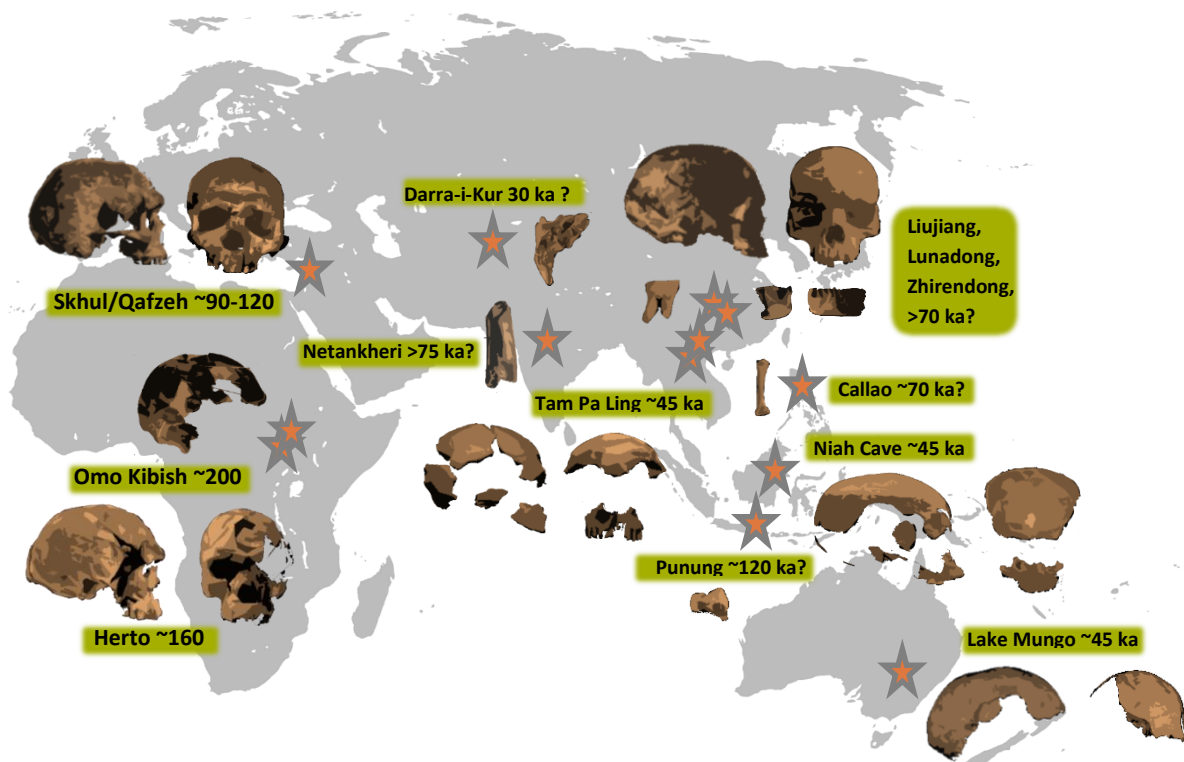 Darra-i-Kur 30 ka ?
Liujiang,
Lunadong,
Zhirendong,
>70 ka?
Skhul/Qafzeh ~90-120
Netankheri >75 ka?
Tam Pa Ling ~45 ka
Callao ~70 ka?
Niah Cave ~45 ka
Omo Kibish ~200
Punung ~120 ka?
Herto ~160
Lake Mungo ~45 ka